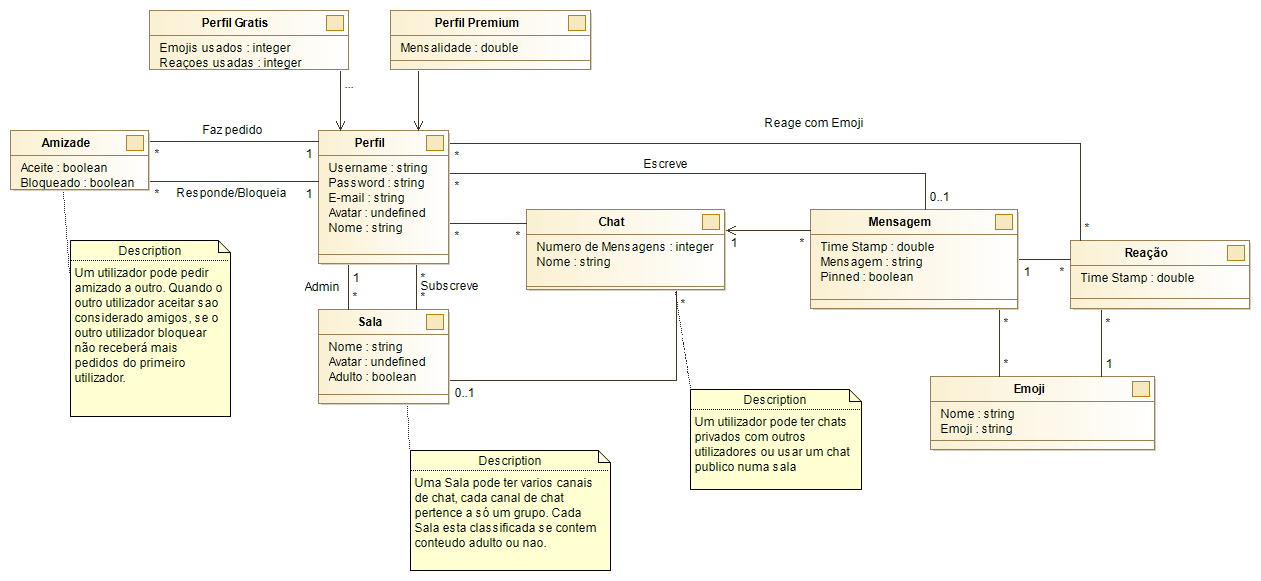 Perfil Gratis
Emojis usados : integer
Reaçoes usadas : integer
Perfil Premium
Mensalidade : double
...
Amizade
Aceite : boolean
Bloqueado : boolean
Faz pedido
*
1
Responde/Bloqueia
*
1
Perfil
Username : string
Password : string
E-mail : string
Avatar : undefined
Nome : string
Reage com Emoji
*
*
Escreve
*
0..1
*
*
Chat
Numero de Mensagens : integer
Nome : string
1
*
Mensagem
Time Stamp : double
Mensagem : string
Pinned : boolean
1
*
Reação
Time Stamp : double
Description
Um utilizador pode pedir
amizado a outro. Quando o
outro utilizador aceitar sao
considerado amigos, se o
outro utilizador bloquear
não receberá mais
pedidos do primeiro
utilizador.
Admin
1
*
*
Subscreve
*
Sala
Nome : string
Avatar : undefined
Adulto : boolean
0..1
*
*
*
*
1
Emoji
Nome : string
Emoji : string
Description
Um utilizador pode ter chats
privados com outros
utilizadores ou usar um chat
publico numa sala
Description
Uma Sala pode ter varios canais
de chat, cada canal de chat
pertence a só um grupo. Cada
Sala esta classificada se contem
conteudo adulto ou nao.